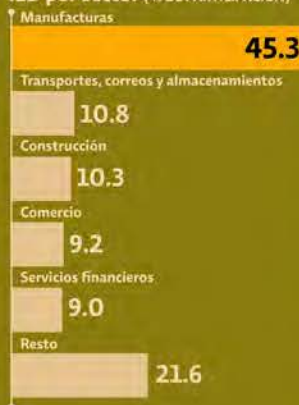 Manufacturas
45.3
Transportes, correos y almacenamientos
10.8
Construcción
10.3
Comercio
9.2
Servicios financieros
9.0
Resto
21.6